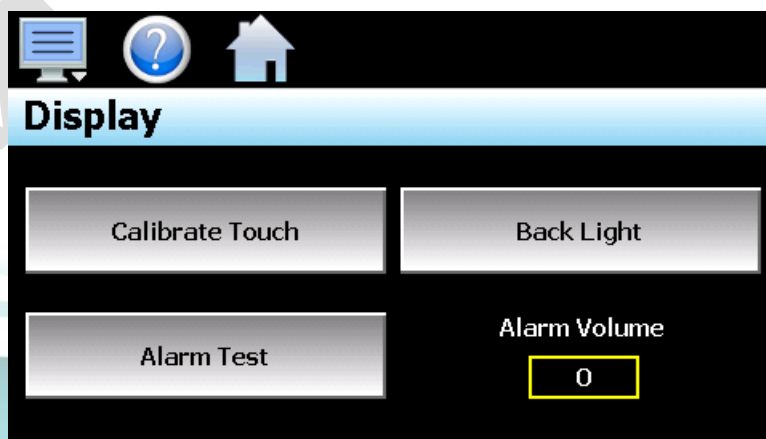 ?
Display
Calibrate Touch
Back Light
Alarm Test
Alarm Volume
0